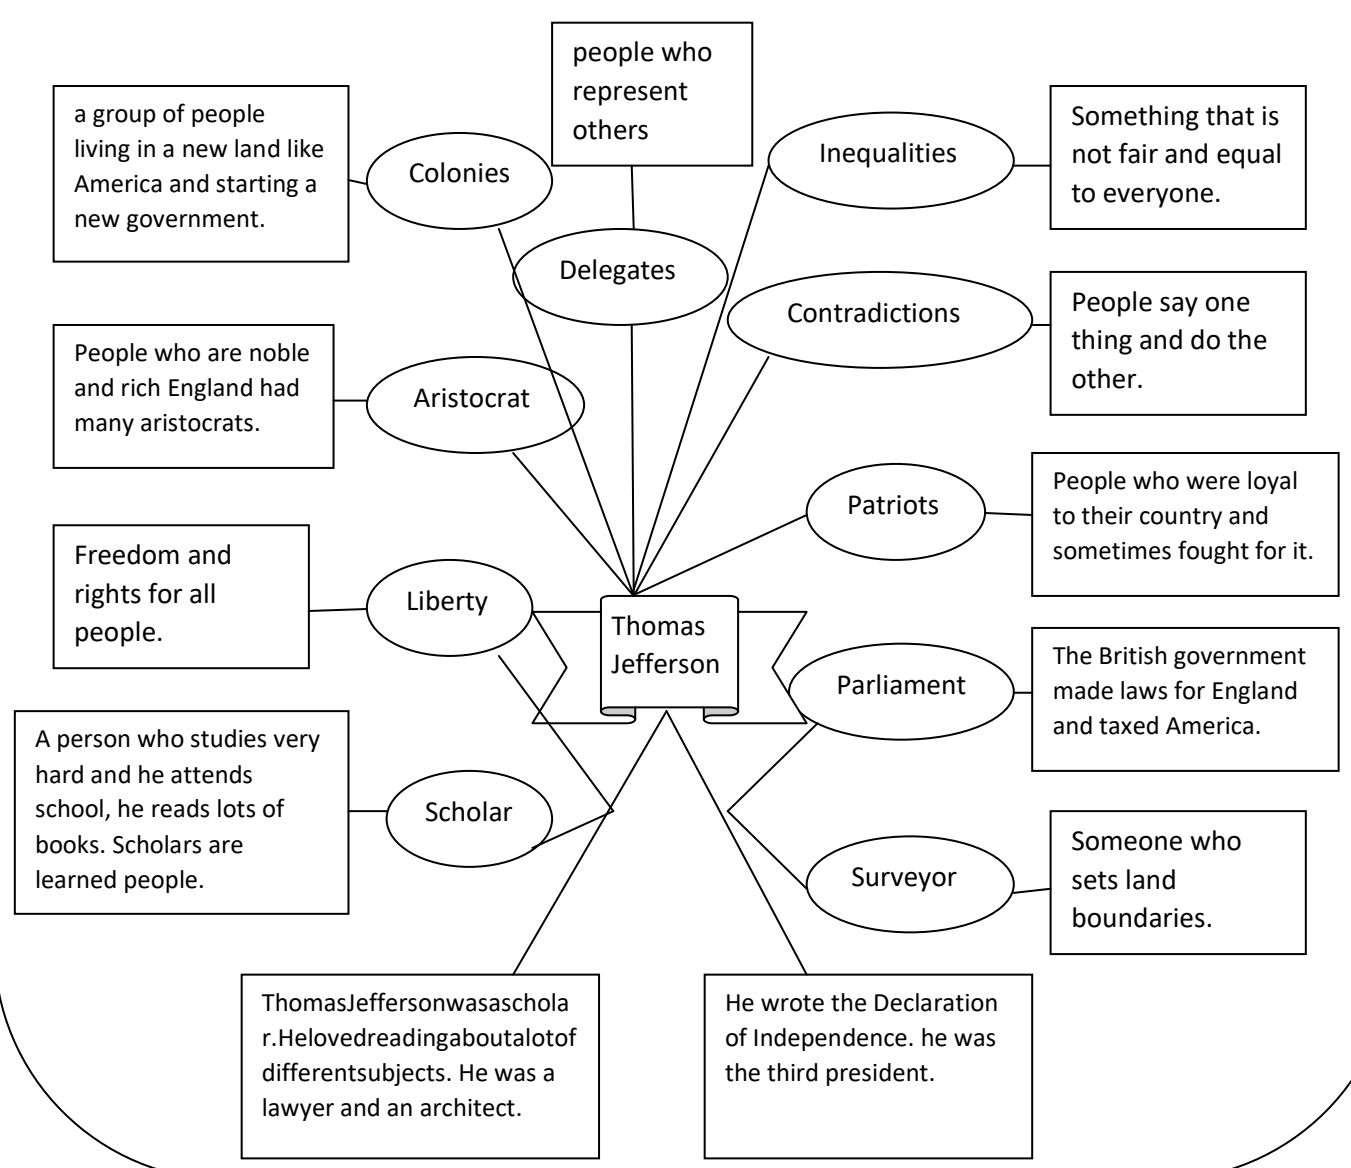 people who
represent
others
a group of people
living in a new land like
America and starting a
new government.
Colonies
Inequalities
Something that is
not fair and equal
to everyone.
Delegates
Contradictions
People say one
thing and do the
other.
People who are noble
and rich England had
many aristocrats.
Aristocrat
Patriots
People who were loyal
to their country and
sometimes fought for it.
Freedom and
rights for all
people.
Liberty
Thomas
Jefferson
Parliament
The British government
made laws for England
and taxed America.
A person who studies very
hard and he attends
school, he reads lots of
books. Scholars are
learned people.
Scholar
Surveyor
Someone who
sets land
boundaries.
ThomasJeffersonwasaschola
r.Helovedreadingaboutalotof
differentsubjects. He was a
lawyer and an architect.
He wrote the Declaration
of Independence. he was
the third president.